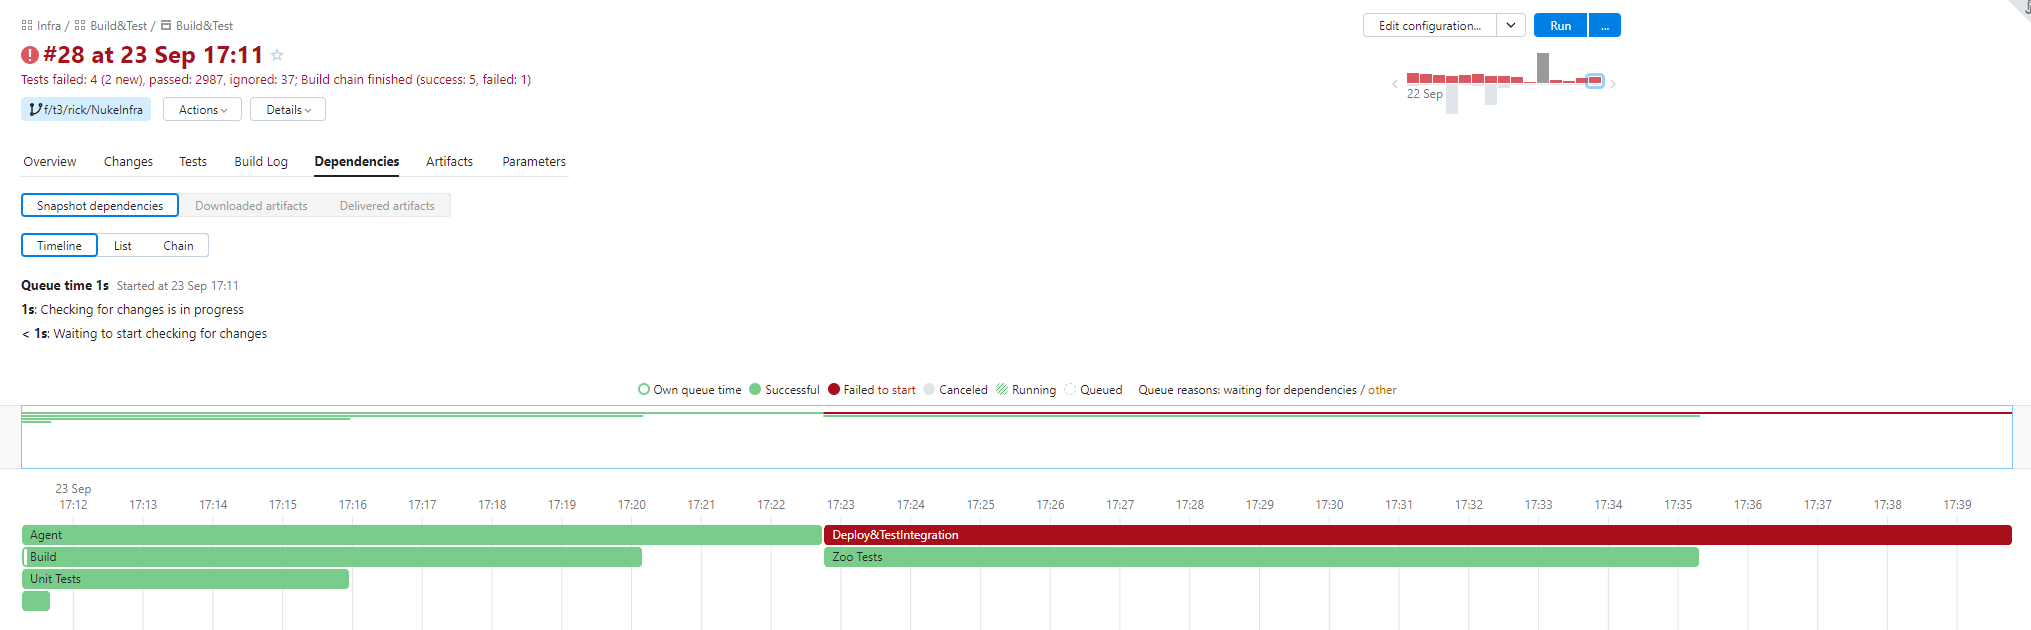 Infra / Build&Test / Build&Test
Edit configuration...
Run
...
#28 at 23 Sep 17:11
Tests failed: 4 (2 new), passed: 2987, ignored: 37; Build chain finished (success: 5, failed: 1)
22 Sep
f/t3/rick/NukeInfra
Actions
Details
Overview Changes Tests Build Log Dependencies Artifacts Parameters
Snapshot dependencies Downloaded artifacts Delivered artifacts
Timeline List Chain
Queue time 1s Started at 23 Sep 17:11
1s: Checking for changes is in progress
< 1s: Waiting to start checking for changes
Own queue time Successful Failed to start Canceled Running Queued Queue reasons: waiting for dependencies / other
23 Sep
17:12 17:13 17:14 17:15 17:16 17:17 17:18 17:19 17:20 17:21 17:22 17:23 17:24 17:25 17:26 17:27 17:28 17:29 17:30 17:31 17:32 17:33 17:34 17:35 17:36 17:37 17:38 17:39
Agent Deploy&TestIntegration
Build Zoo Tests
Unit Tests